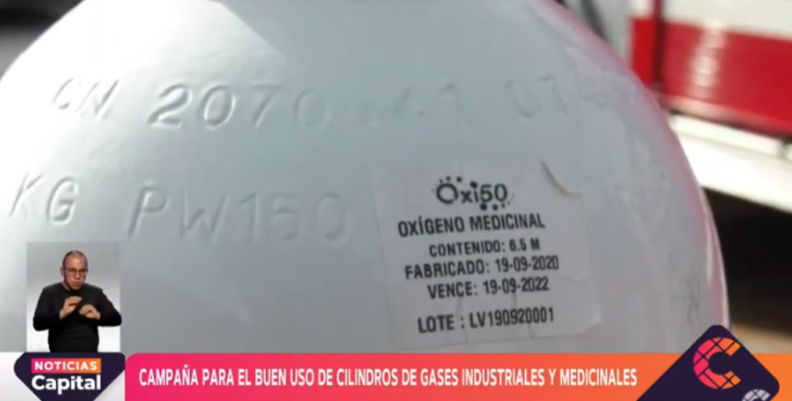 CN 2070
KG PW150
Oxi50
OXÍGENO MEDICINAL
CONTENIDO: 6.5 M
FABRICADO: 19-09-2020
VENCE: 19-09-2022
LOTE : LV190920001
NOTICIAS
Capital
CAMPAÑA PARA EL BUEN USO DE CILINDROS DE GASES INDUSTRIALES Y MEDICINALES